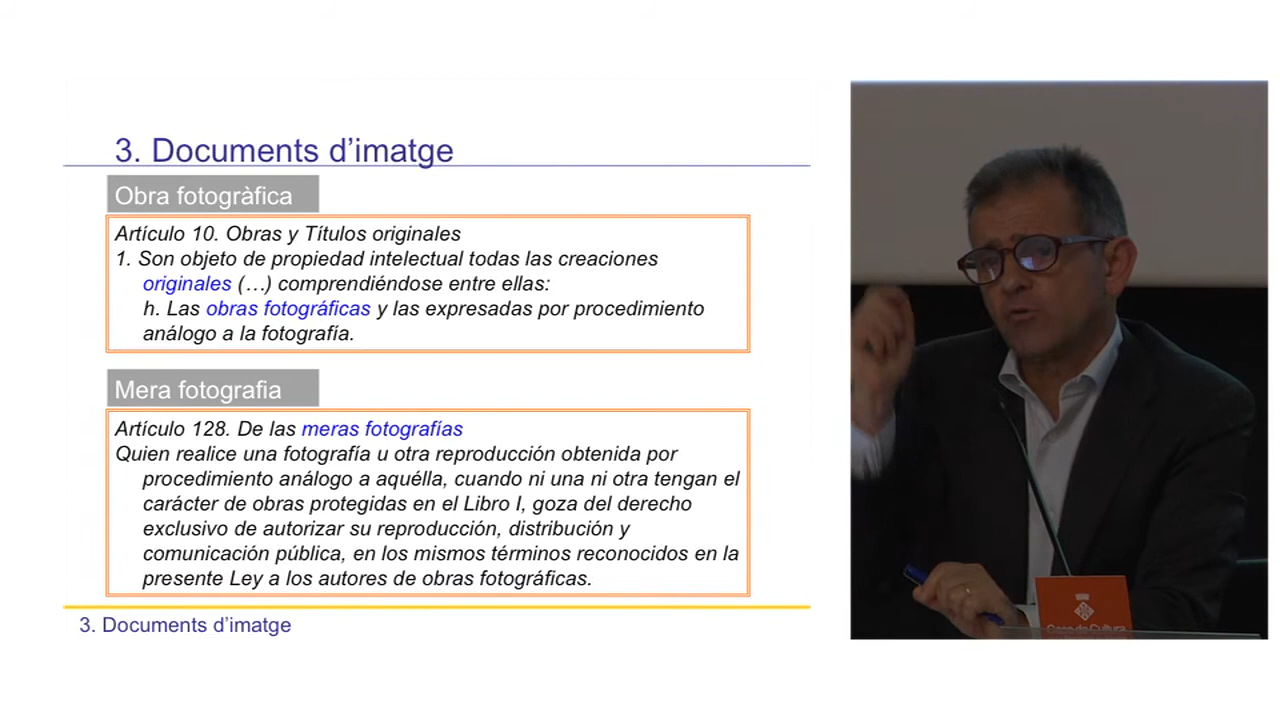 3. Documents d’imatge
Obra fotogràfica
Artículo 10. Obras y Títulos originales
1. Son objeto de propiedad intelectual todas las creaciones
originales (…) comprendiéndose entre ellas:
h. Las obras fotográficas y las expresadas por procedimiento
análogo a la fotografía.
Mera fotografia
Artículo 128. De las meras fotografías
Quien realice una fotografía u otra reproducción obtenida por
procedimiento análogo a aquélla, cuando ni una ni otra tengan el
carácter de obras protegidas en el Libro I, goza del derecho
exclusivo de autorizar su reproducción, distribución y
comunicación pública, en los mismos términos reconocidos en la
presente Ley a los autores de obras fotográficas.
3. Documents d’imatge
Casa de Cultura